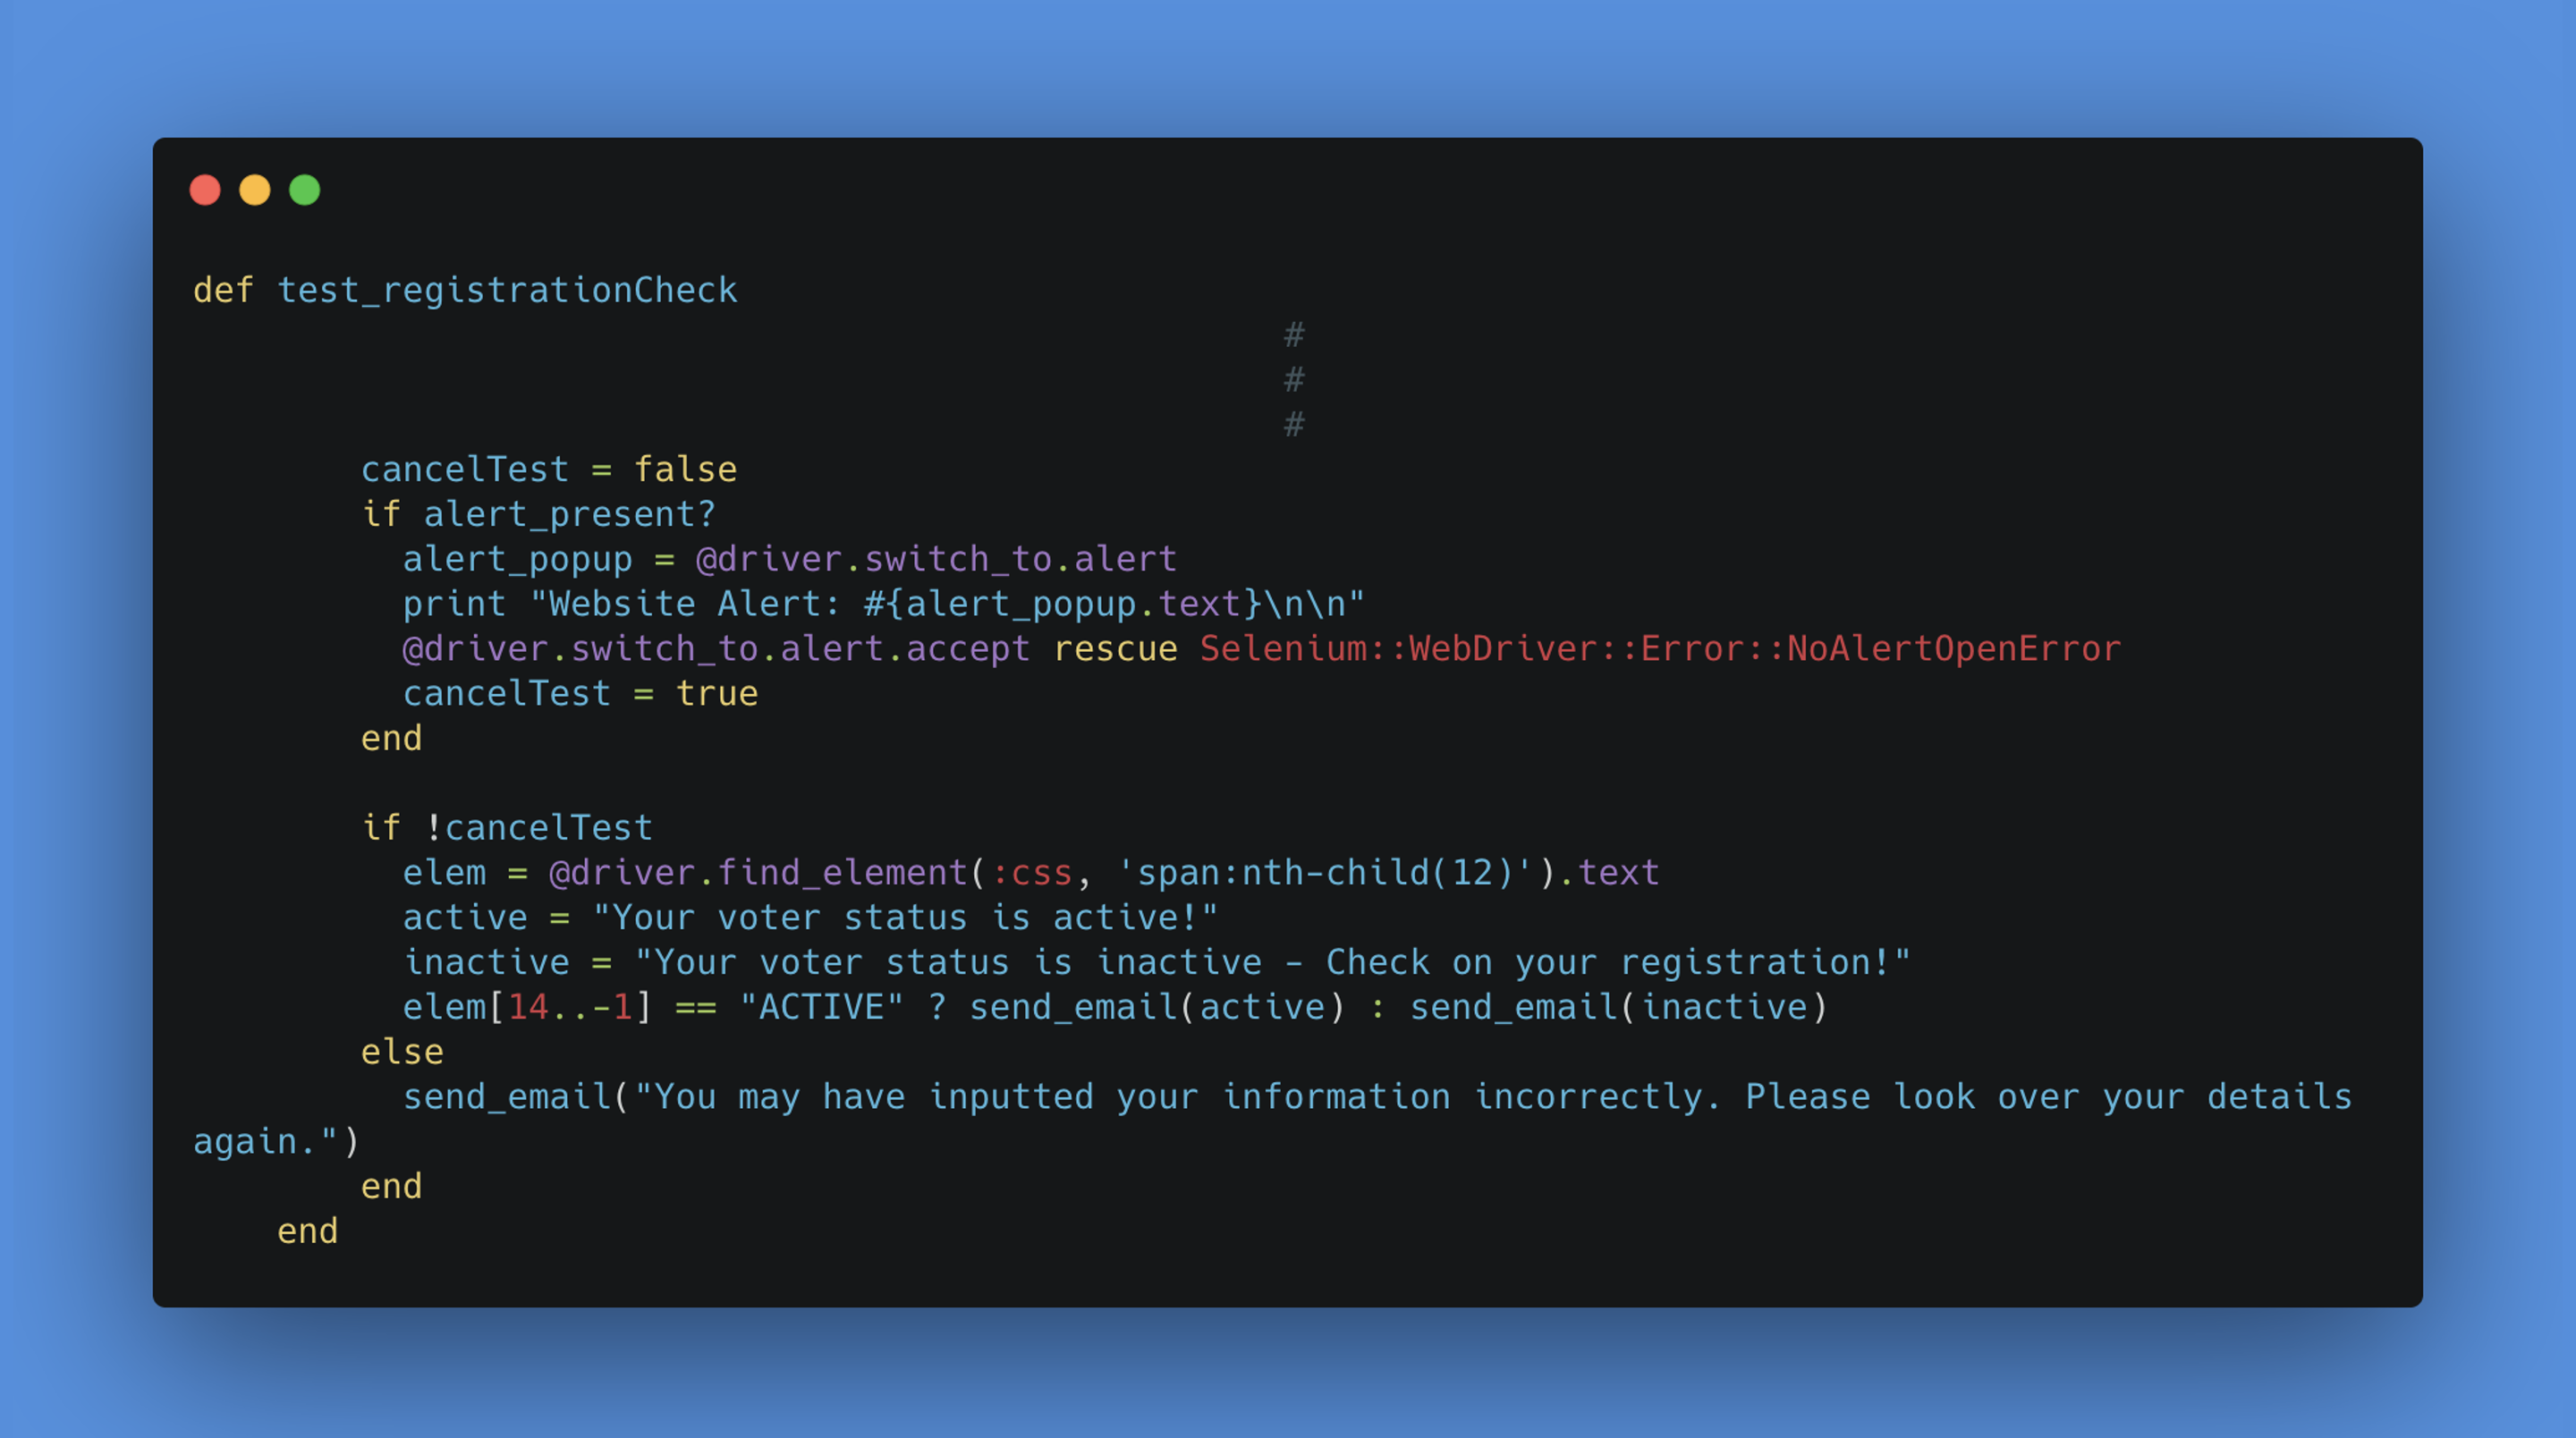 def test_registrationCheck
#
#
#
cancelTest = false
if alert_present?
alert_popup = @driver.switch_to.alert
print "Website Alert: #{alert_popup.text}\n\n"
@driver.switch_to.alert.accept rescue Selenium::WebDriver::Error::NoAlertOpenError
cancelTest = true
end
if !cancelTest
elem = @driver.find_element(:css, 'span:nth-child(12)').text
active = "Your voter status is active!"
inactive = "Your voter status is inactive - Check on your registration!"
elem[14..-1] == "ACTIVE" ? send_email(active) : send_email(inactive)
else
send_email("You may have inputted your information incorrectly. Please look over your details
again.")
end
end